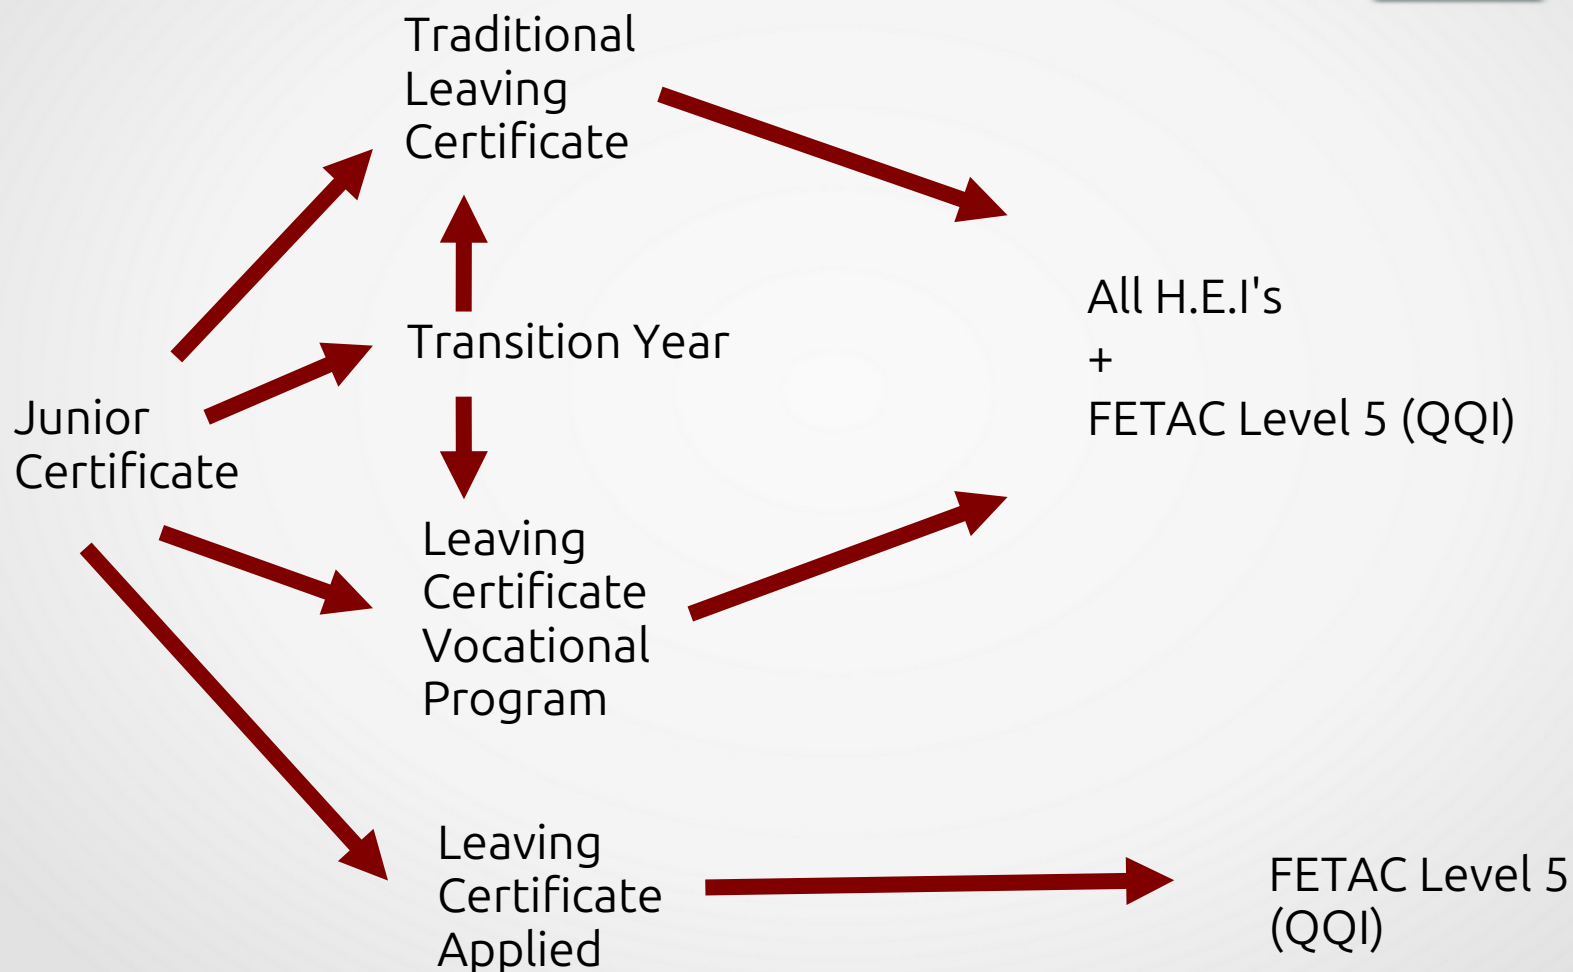 Traditional
Leaving
Certificate
Transition Year
Junior
Certificate
Leaving
Certificate
Vocational
Program
Leaving
Certificate
Applied
All H.E.I's
+
FETAC Level 5 (QQI)
FETAC Level 5
(QQI)